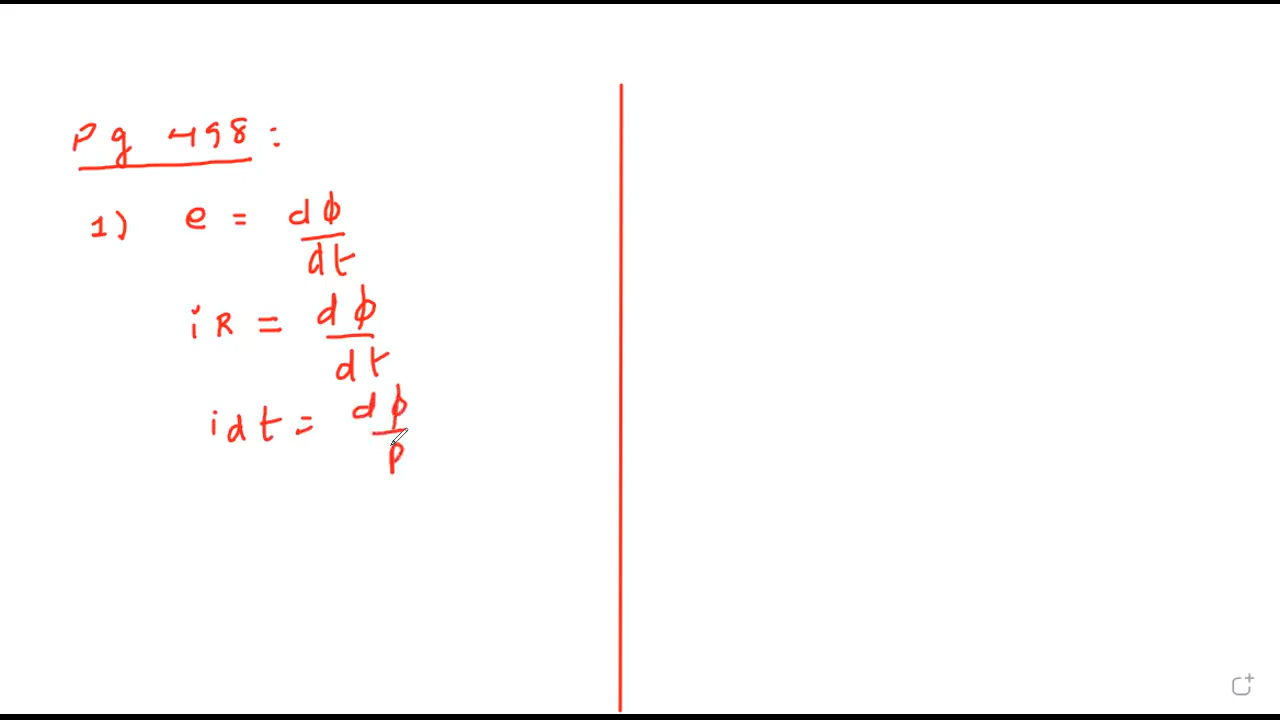 Pg 498:
1) e = dϕ/dt
iR = dϕ/dt
idt = dϕ/P